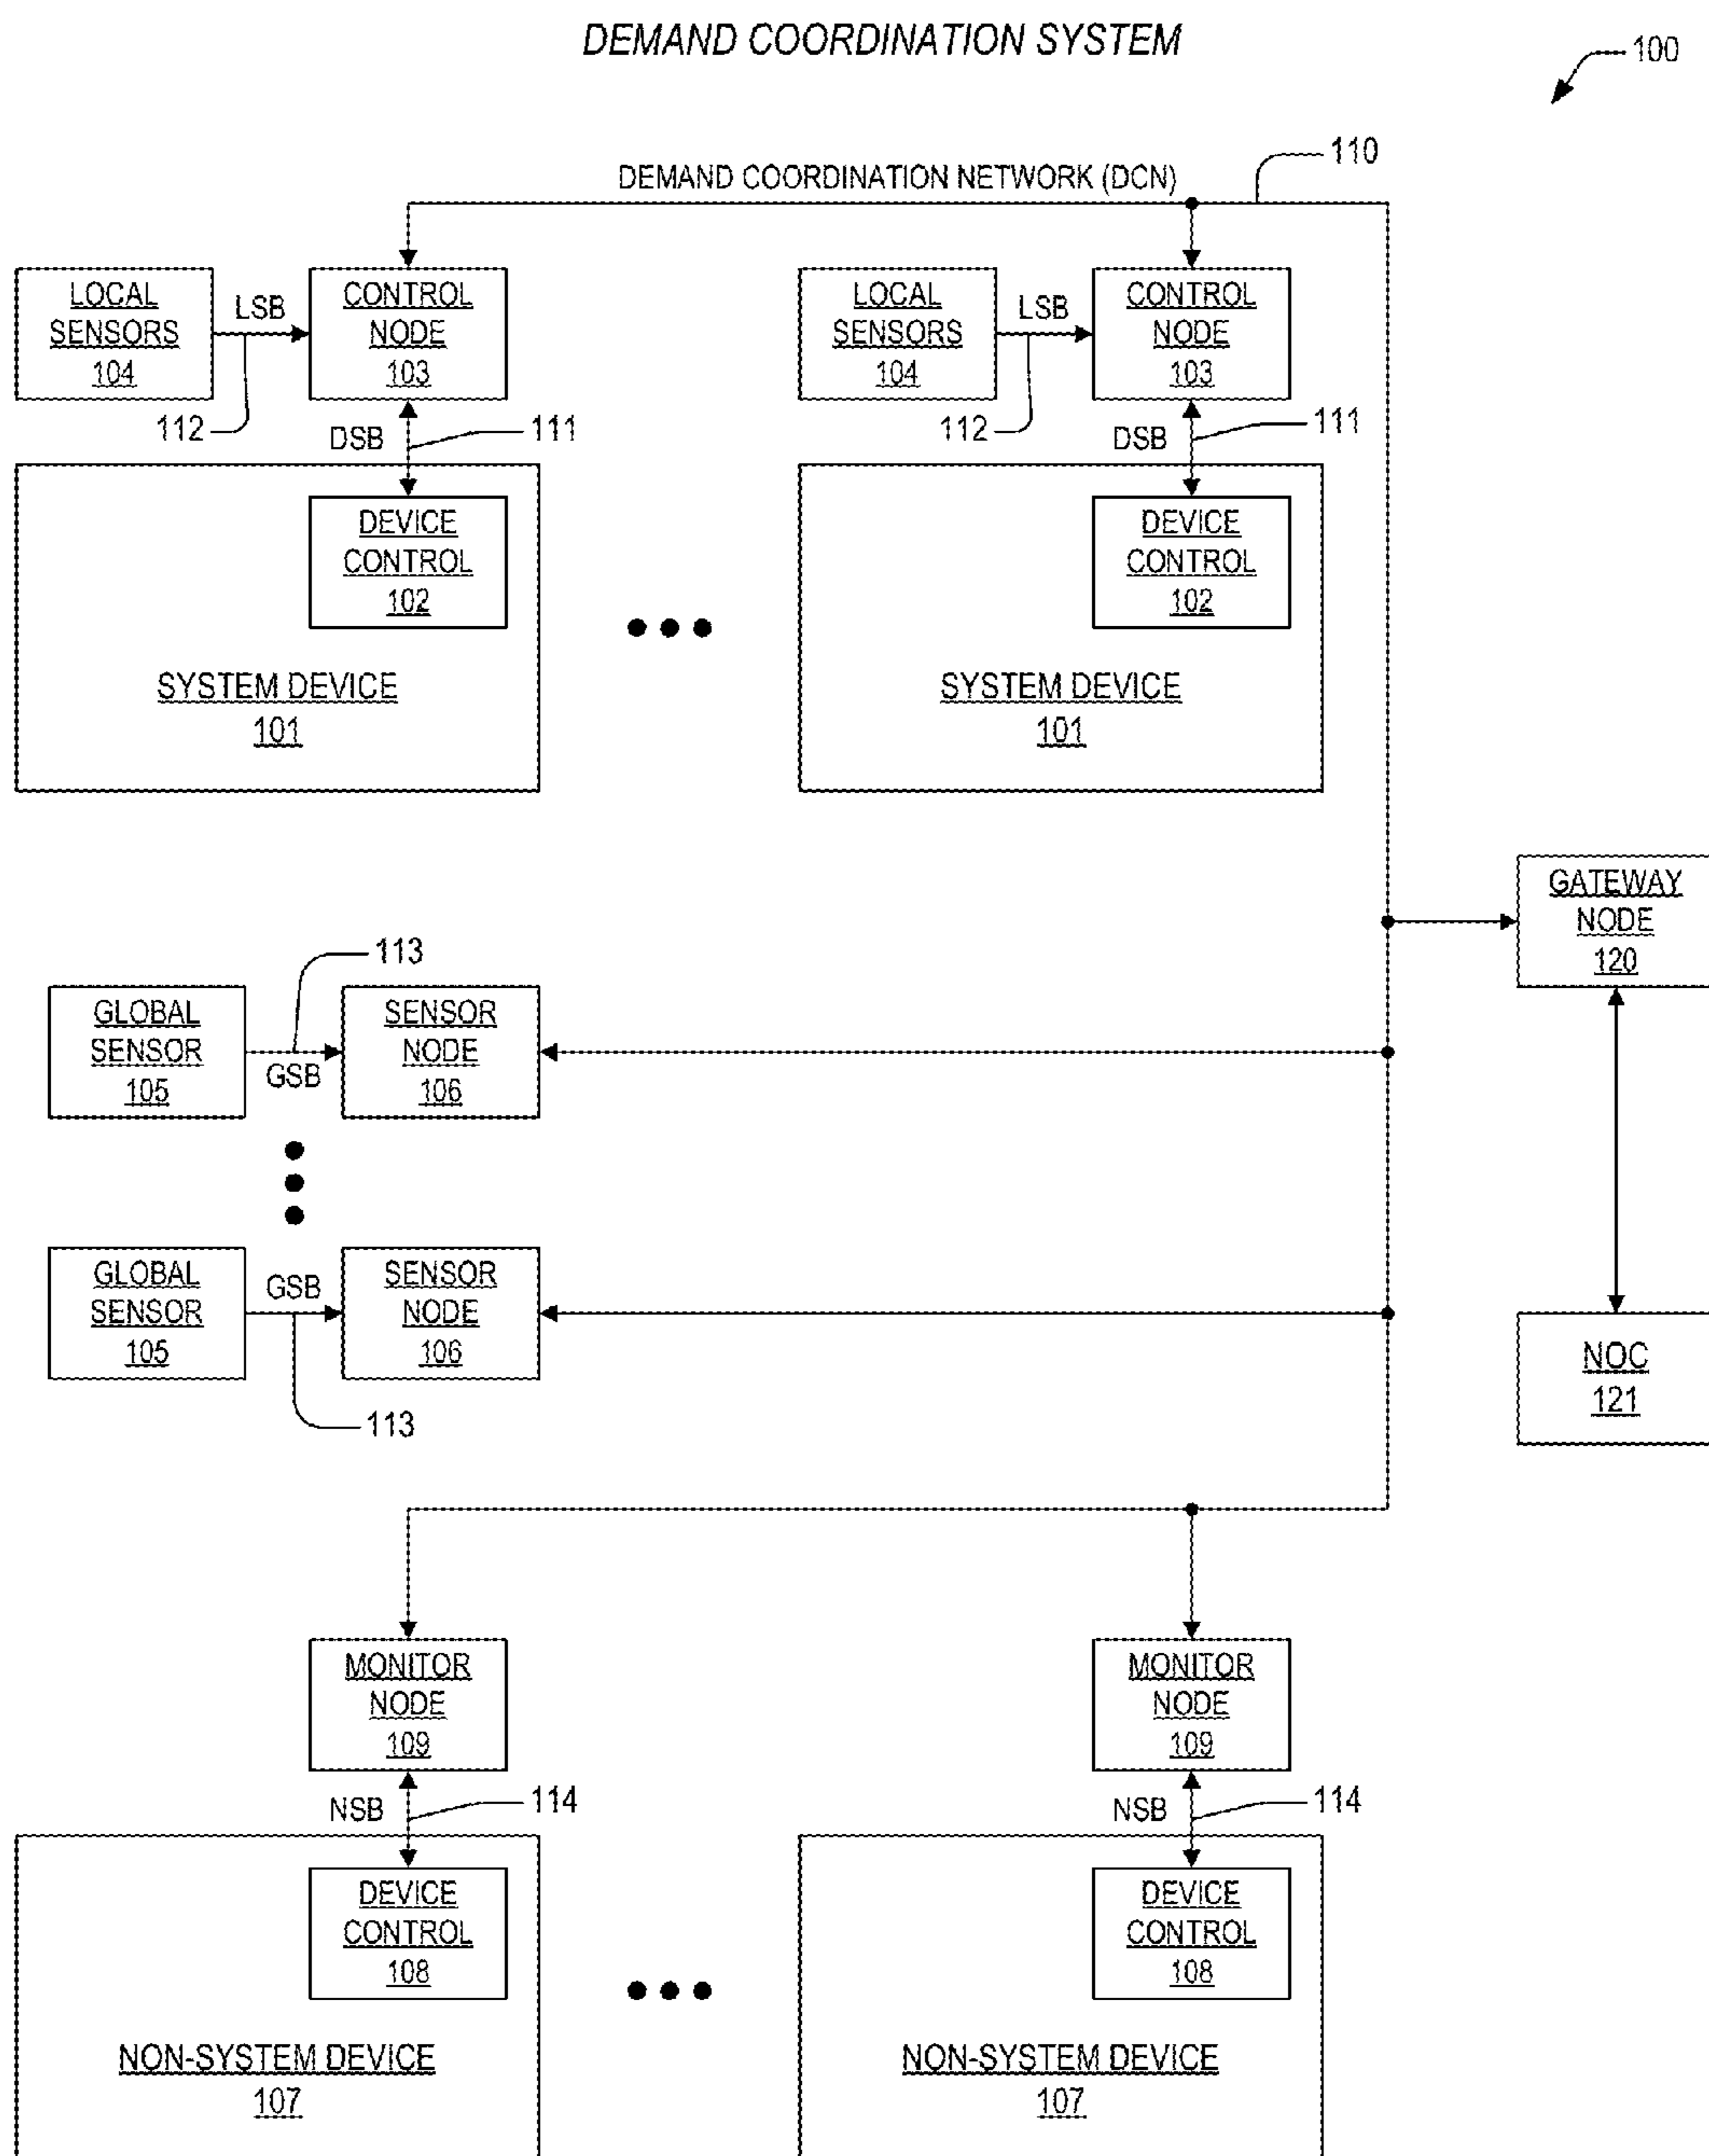 DEMAND COORDINATION SYSTEM
100
110
DEMAND COORDINATION NETWORK (DCN)
LOCAL
SENSORS
104
LSB
112
CONTROL
NODE
103
DSB
111
DEVICE
CONTROL
102
SYSTEM DEVICE
101
LOCAL
SENSORS
104
LSB
112
CONTROL
NODE
103
DSB
111
DEVICE
CONTROL
102
SYSTEM DEVICE
101
GATEWAY
NODE
120
113
GLOBAL
SENSOR
105
GSB
SENSOR
NODE
106
GLOBAL
SENSOR
105
GSB
SENSOR
NODE
106
113
NOC
121
MONITOR
NODE
109
NSB
114
DEVICE
CONTROL
108
NON-SYSTEM DEVICE
107
MONITOR
NODE
109
NSB
114
DEVICE
CONTROL
108
NON-SYSTEM DEVICE
107